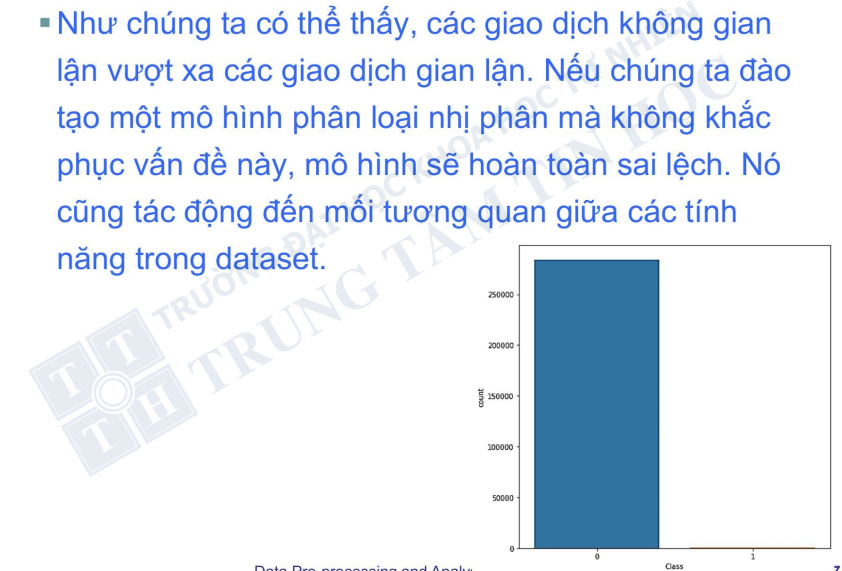 Như chúng ta có thể thấy, các giao dịch không gian
lận vượt xa các giao dịch gian lận. Nếu chúng ta đào
tạo một mô hình phân loại nhị phân mà không khắc
phục vấn đề này, mô hình sẽ hoàn toàn sai lệch. Nó
cũng tác động đến mối tương quan giữa các tính
năng trong dataset.
TRƯỜNG ĐẠI HỌC KHOA HỌC TỰ NHIÊN
TRUNG TÂM TIN HỌC
T T
T H
250000
200000
150000
100000
50000
0
count
0 1
Class
Data Pre-processing and Analy
7